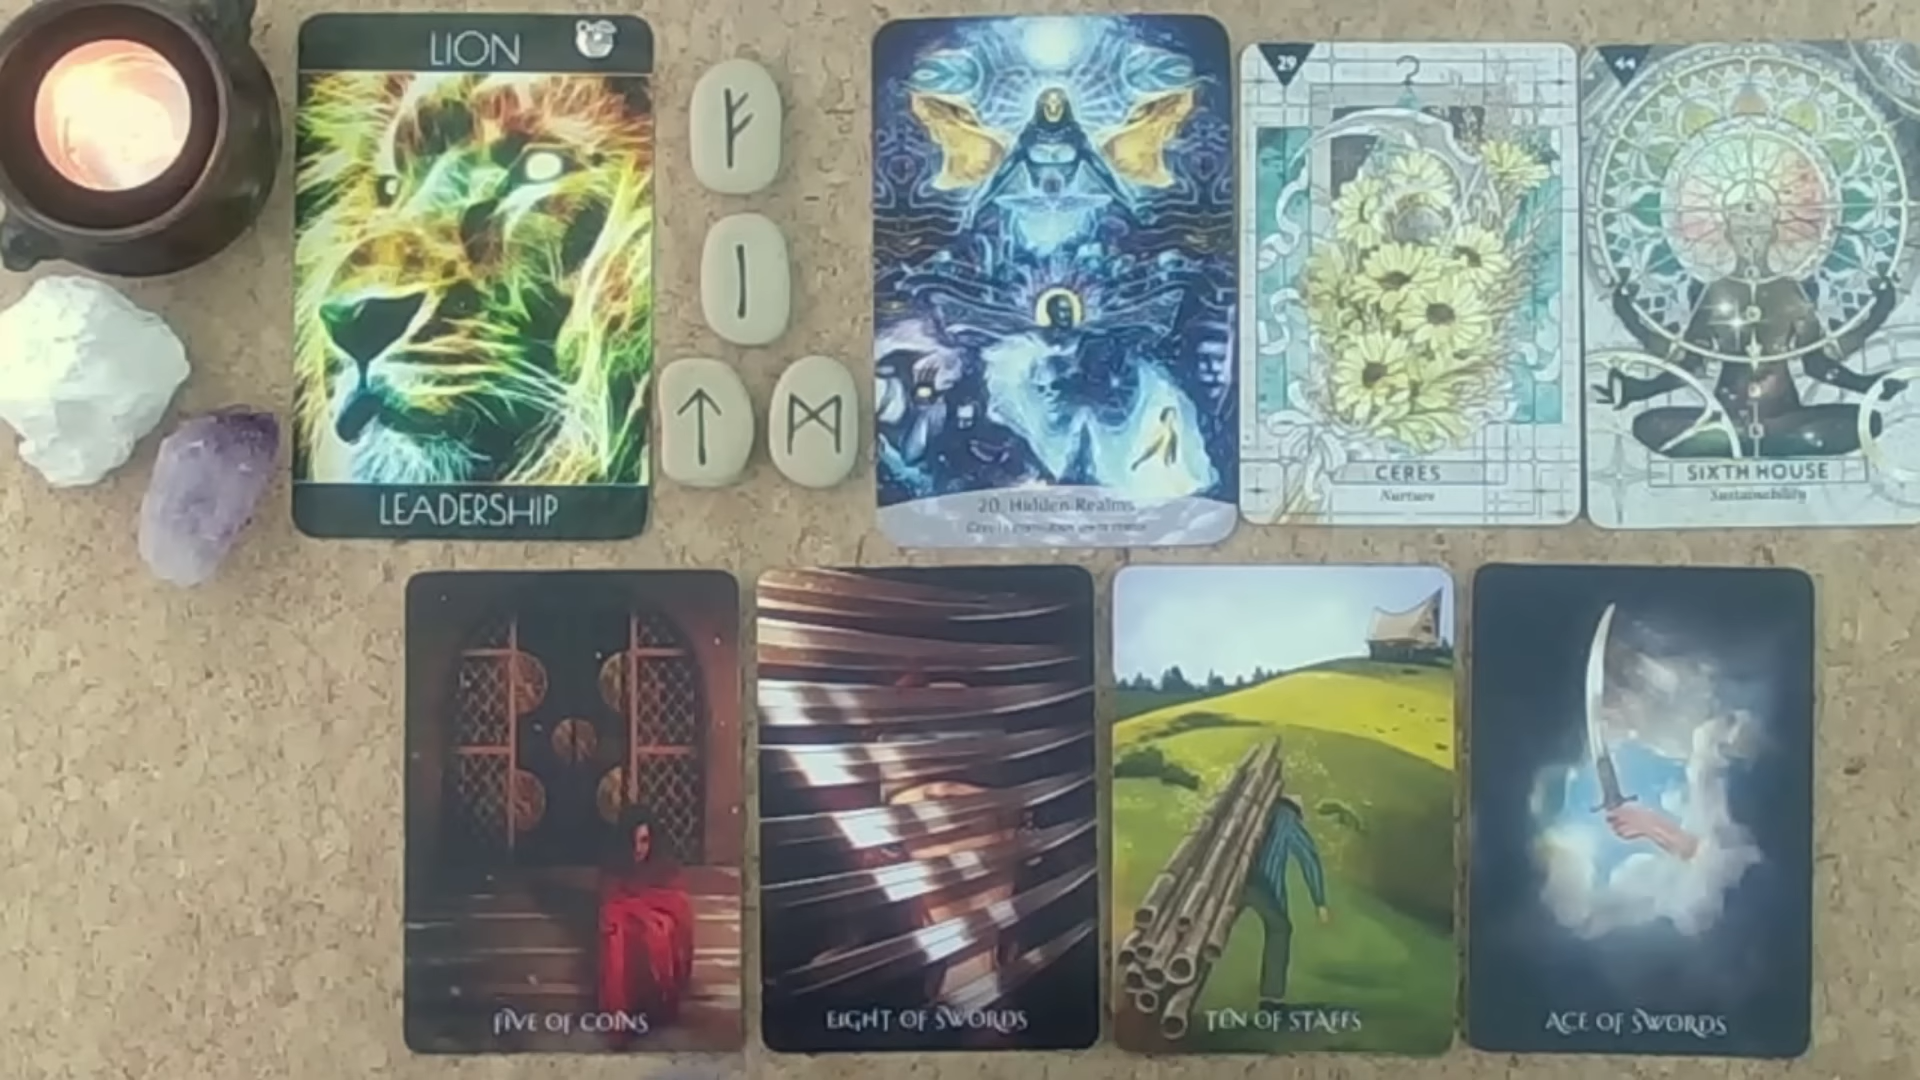 LION
LEADERSHIP
ᚠ
ᛁ
ᛏ ᛗ
20. Hidden Realms
29
CERES
Nurture
44
SIXTH HOUSE
Sustainability
FIVE OF COINS
EIGHT OF SWORDS
TEN OF STAFFS
ACE OF SWORDS